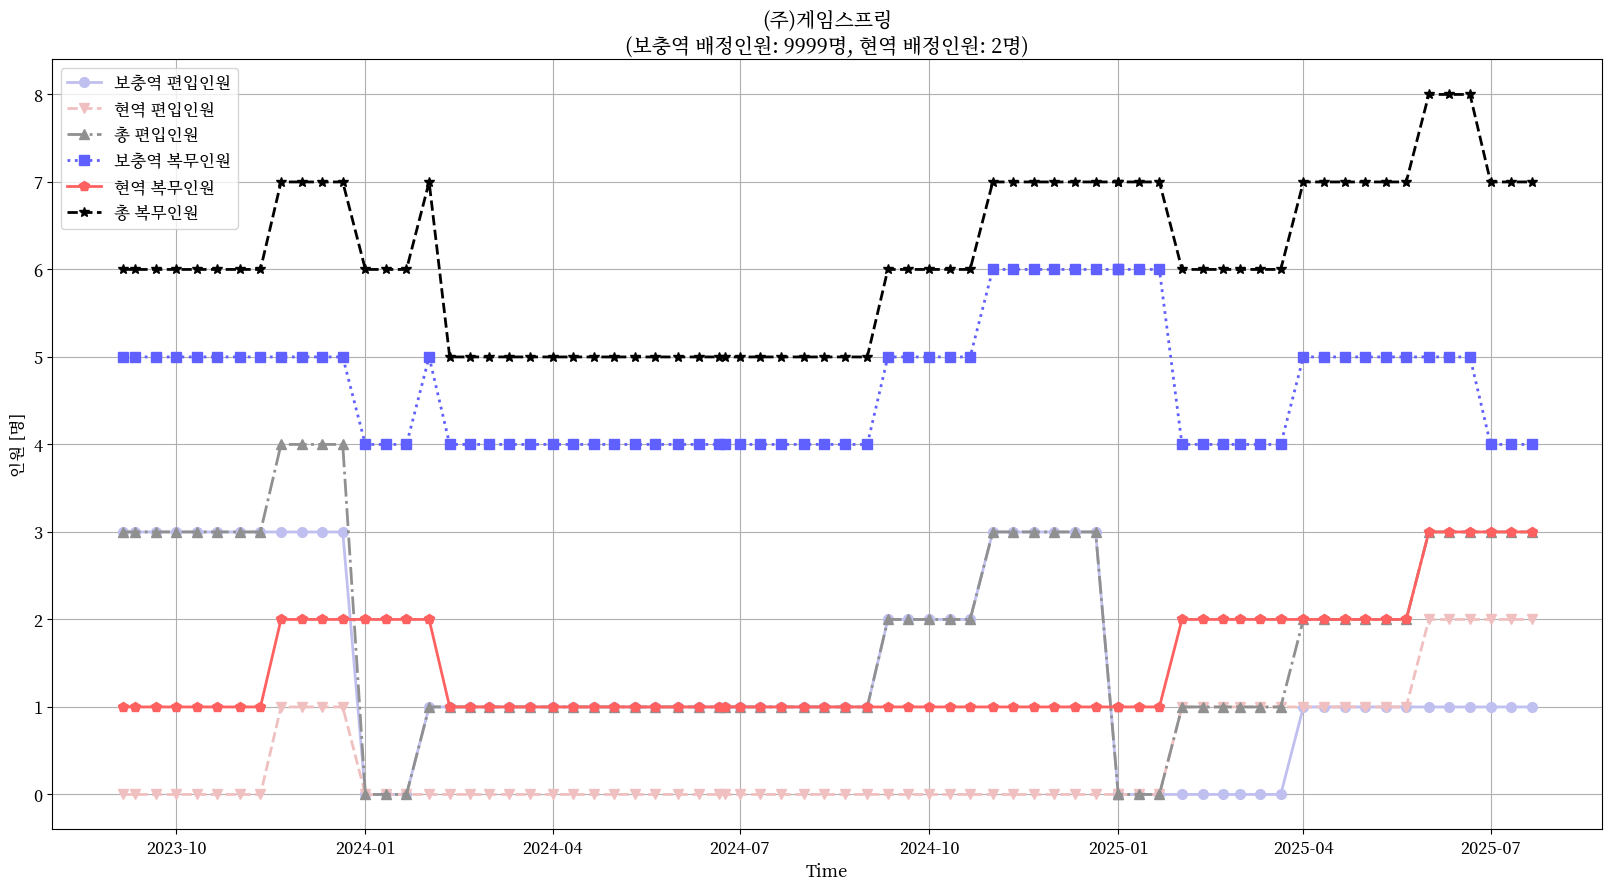 (주)게임스프링
(보충역 배정인원: 9999명, 현역 배정인원: 2명)
보충역 편입인원
현역 편입인원
총 편입인원
보충역 복무인원
현역 복무인원
총 복무인원
인원 [명]
8
7
6
5
4
3
2
1
0
2023-10
2024-01
2024-04
2024-07
2024-10
2025-01
2025-04
2025-07
Time